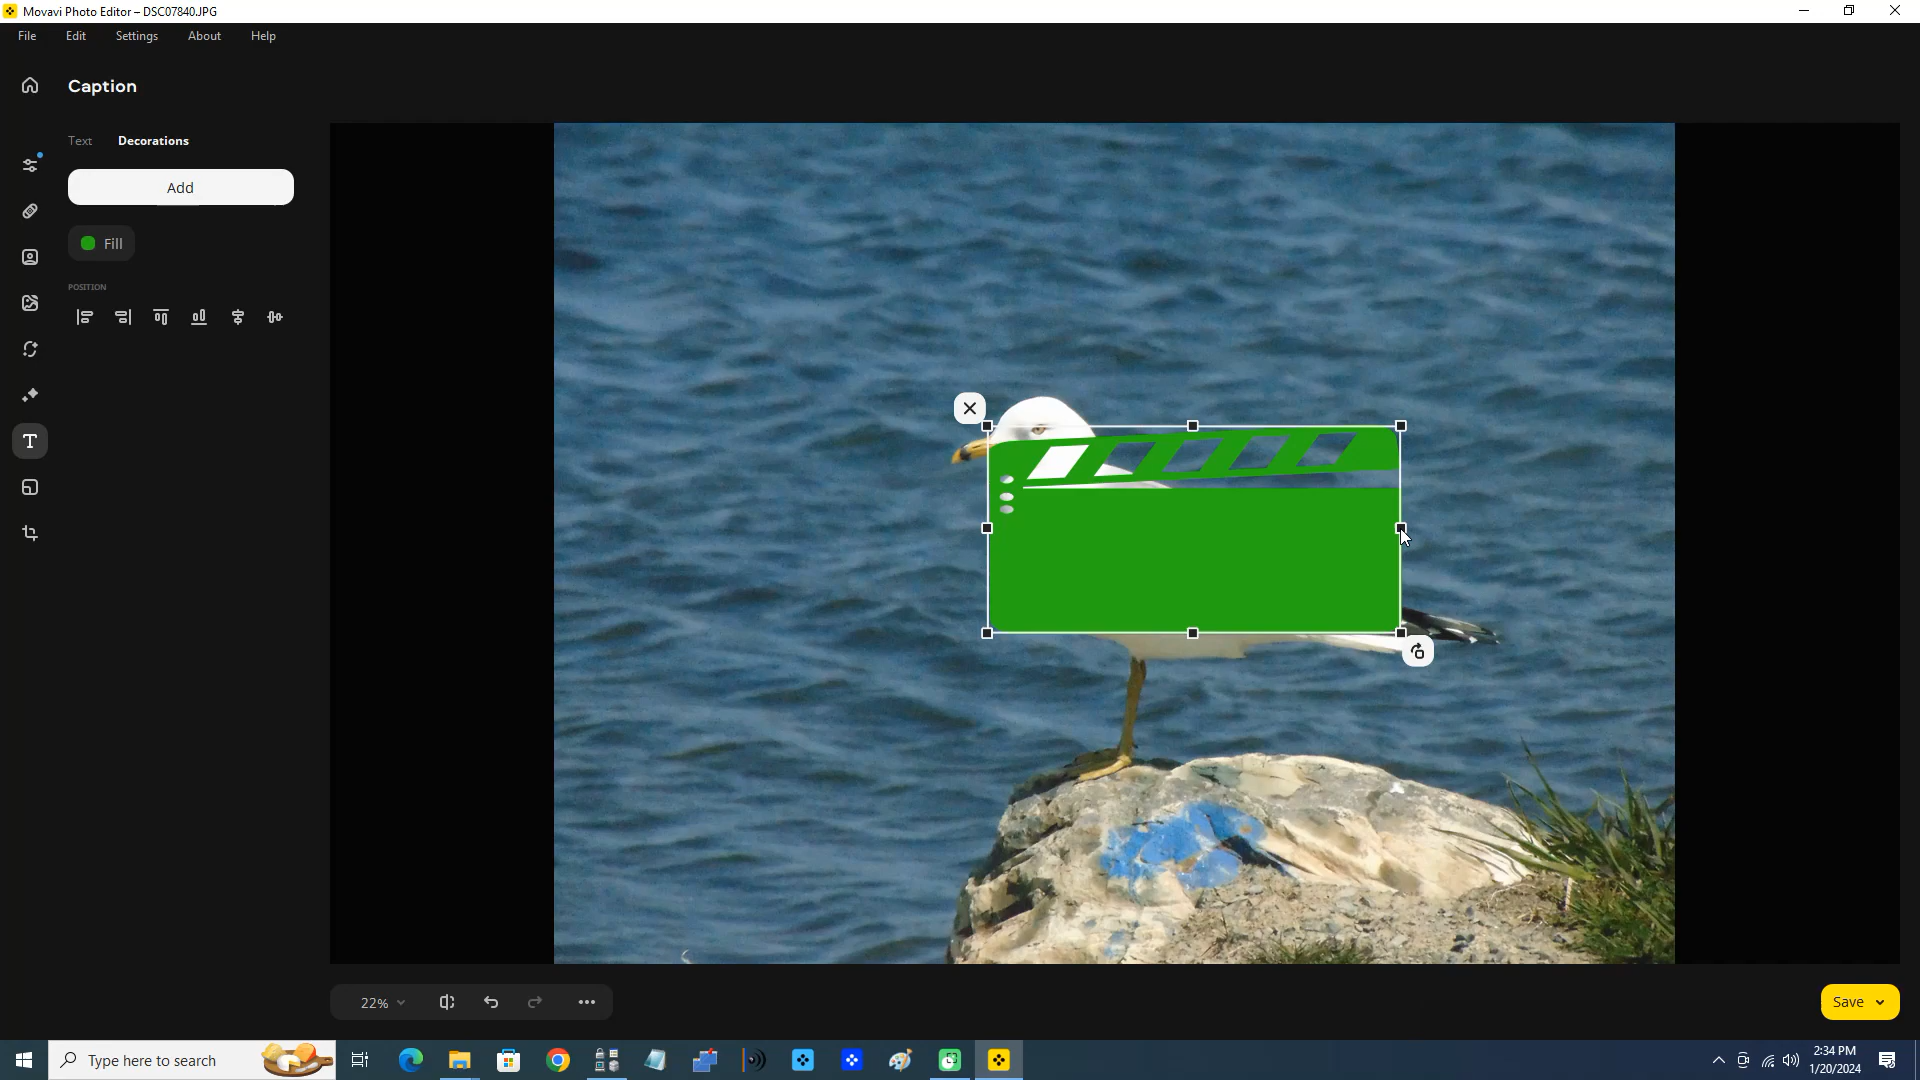 Movavi Photo Editor – DSC07840.JPG
File Edit Settings About Help
Caption
Text Decorations
Add
Fill
POSITION
22%
Save
Type here to search
2:34 PM
1/20/2024